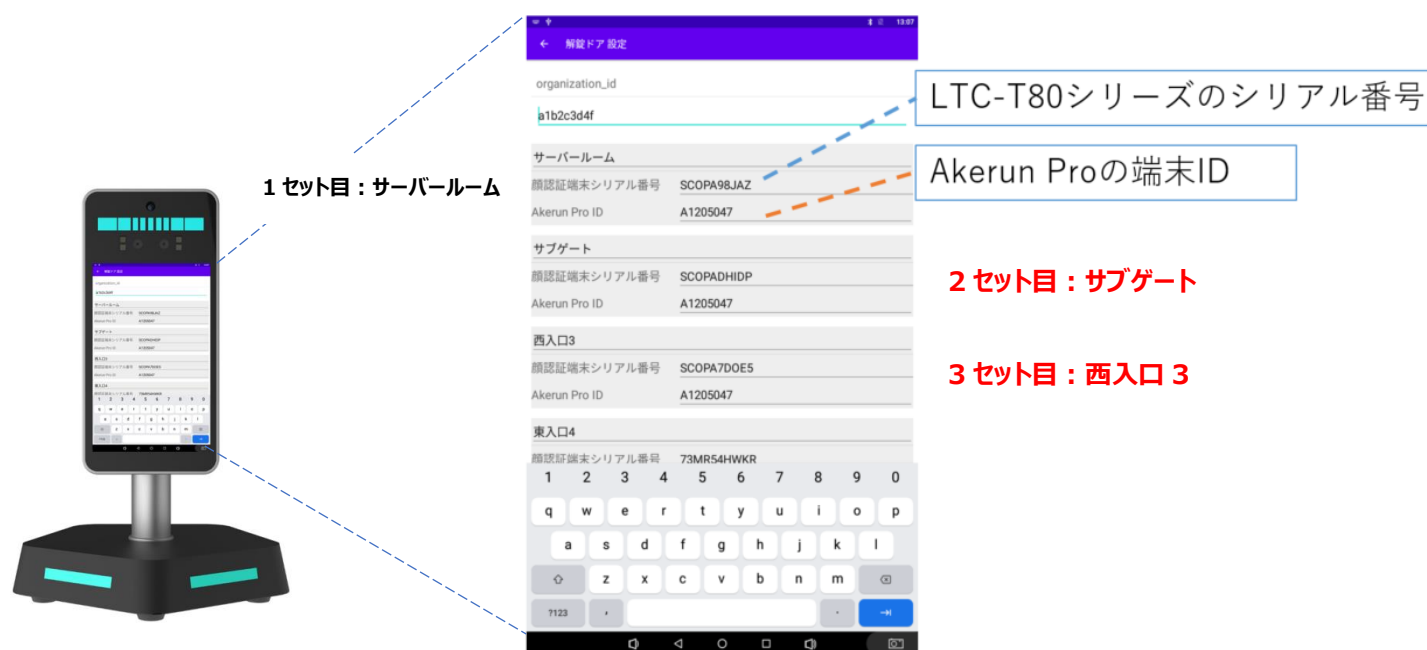 13:07
解錠ドア 設定
organization_id
a1b2c3d4f
サーバールーム
顔認証端末シリアル番号 SCOPA98JAZ
Akerun Pro ID A1205047
サブゲート
顔認証端末シリアル番号 SCOPADHIDP
Akerun Pro ID A1205047
西入口3
顔認証端末シリアル番号 SCOPA7DOE5
Akerun Pro ID A1205047
東入口4
顔認証端末シリアル番号 73MR54HWKR
1 2 3 4 5 6 7 8 9 0
q w e r t y u i o p
a s d f g h j k l
z x c v b n m
?123 , .
1セット目：サーバールーム
LTC-T80シリーズのシリアル番号
Akerun Proの端末ID
2セット目：サブゲート
3セット目：西入口3